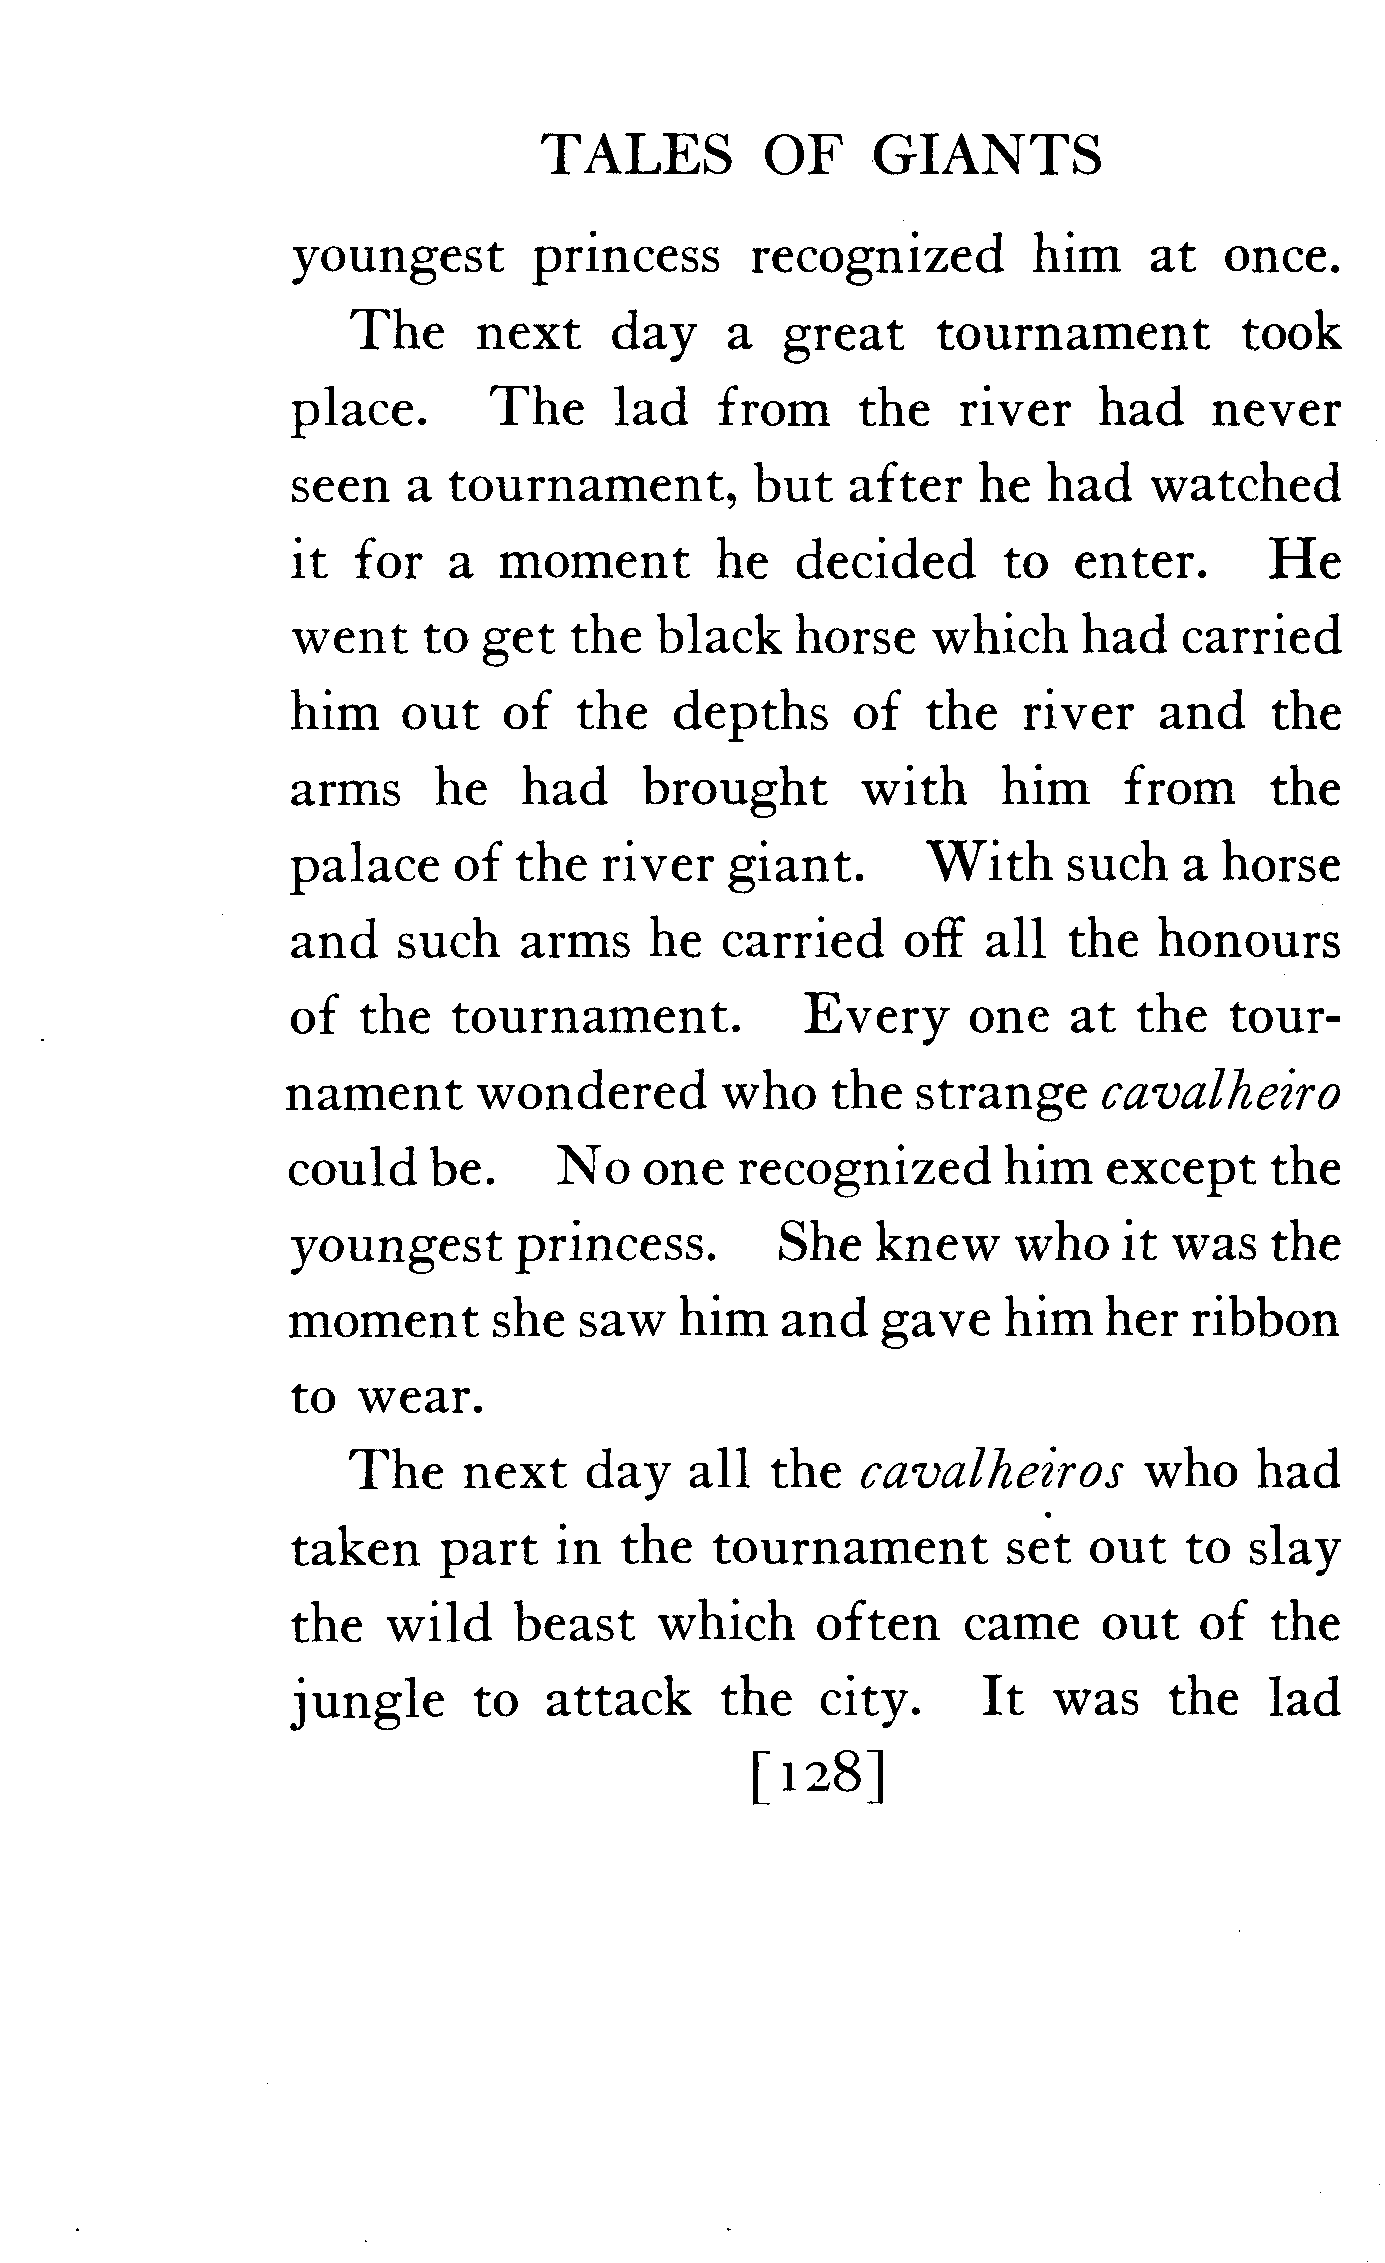 TALES OF GIANTS
youngest princess recognized him at once.
The next day a great tournament took
place. The lad from the river had never
seen a tournament, but after he had watched
it for a moment he decided to enter. He
went to get the black horse which had carried
him out of the depths of the river and the
arms he had brought with him from the
palace of the river giant. With such a horse
and such arms he carried off all the honours
of the tournament. Every one at the tour-
nament wondered who the strange cavalheiro
could be. No one recognized him except the
youngest princess. She knew who it was the
moment she saw him and gave him her ribbon
to wear.
The next day all the cavalheiros who had
taken part in the tournament set out to slay
the wild beast which often came out of the
jungle to attack the city. It was the lad
[128]